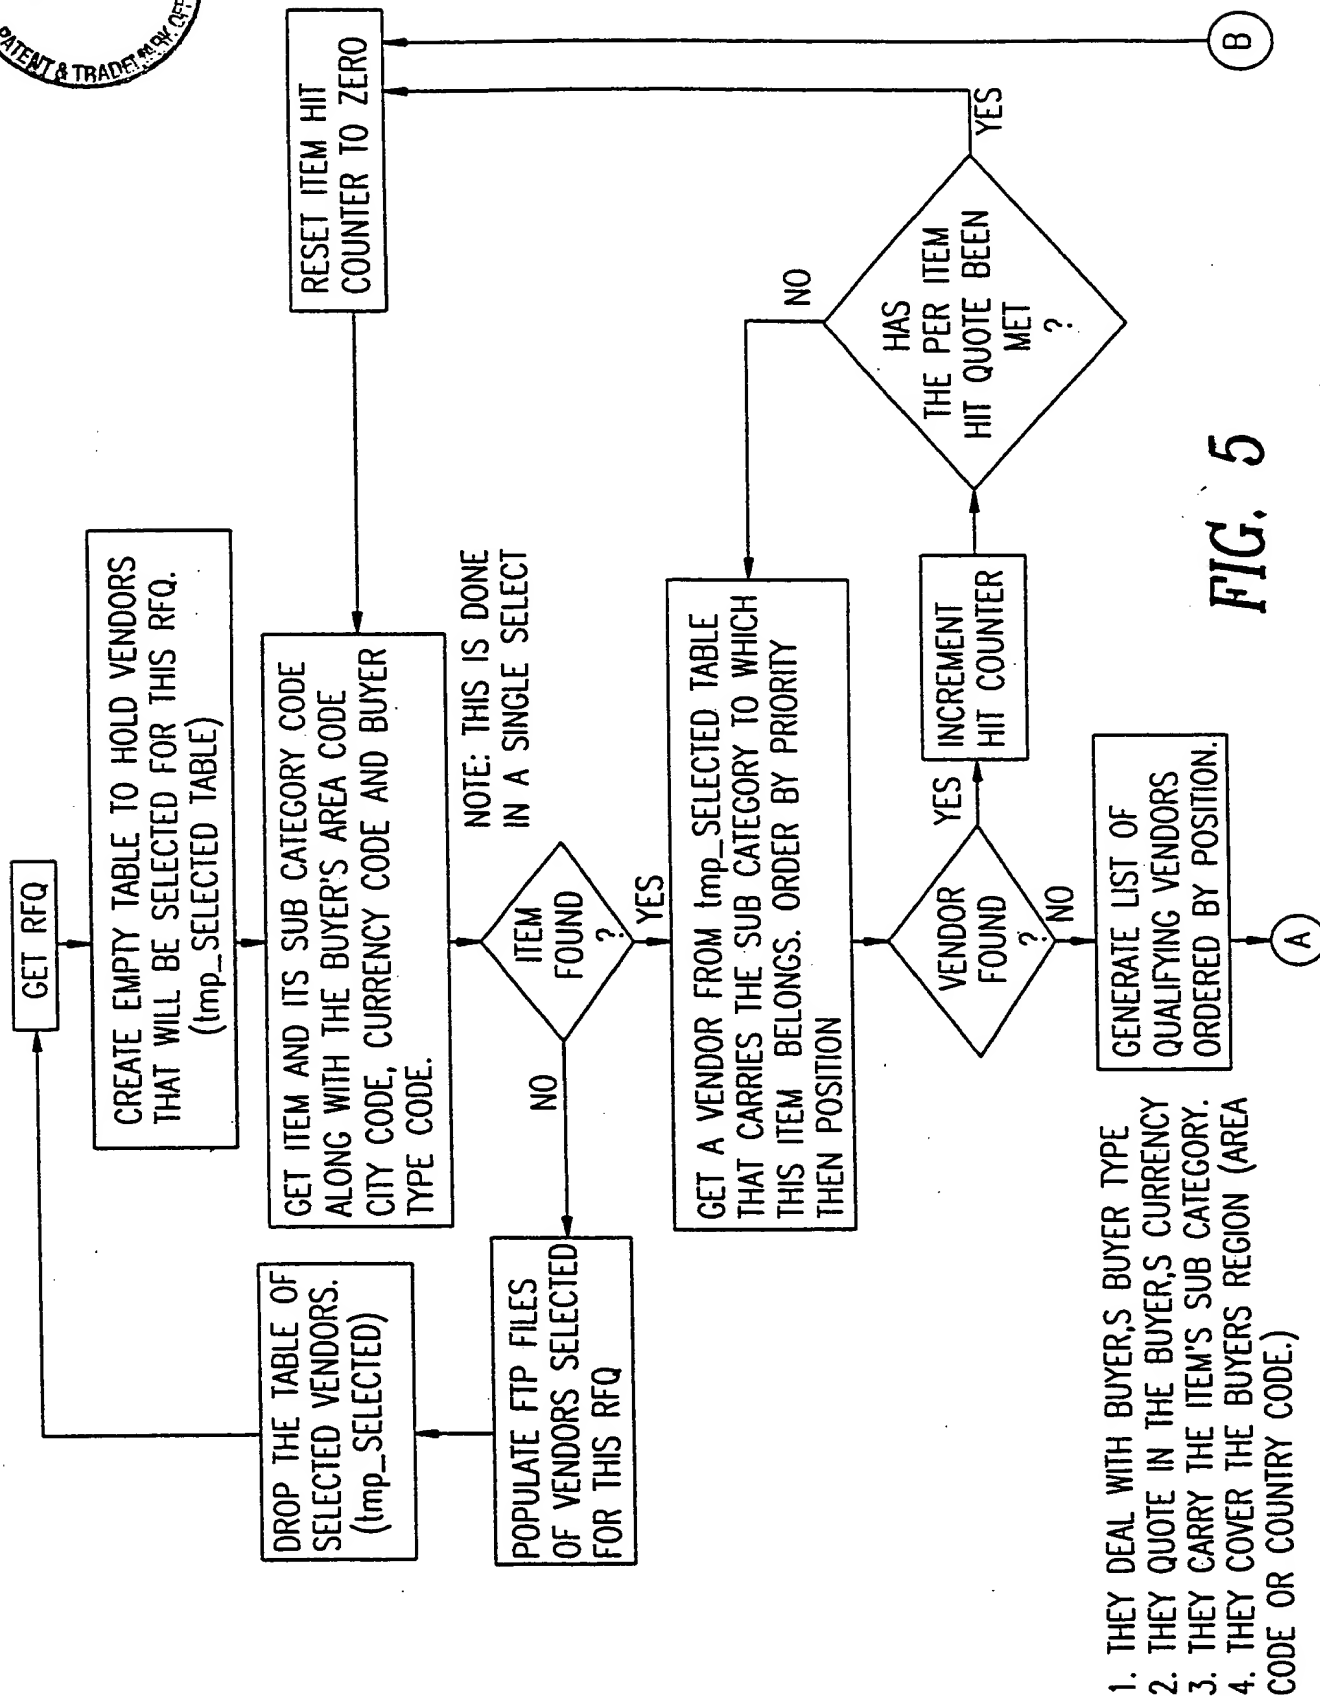 PATENT & TRADEMARK OFF
GET RFQ
CREATE EMPTY TABLE TO HOLD VENDORS
THAT WILL BE SELECTED FOR THIS RFQ.
(tmp_SELECTED TABLE)
RESET ITEM HIT
COUNTER TO ZERO
GET ITEM AND ITS SUB CATEGORY CODE
ALONG WITH THE BUYER'S AREA CODE
CITY CODE, CURRENCY CODE AND BUYER
TYPE CODE.
NOTE: THIS IS DONE
IN A SINGLE SELECT
DROP THE TABLE OF
SELECTED VENDORS.
(tmp_SELECTED)
ITEM
FOUND
?
NO
YES
POPULATE FTP FILES
OF VENDORS SELECTED
FOR THIS RFQ
GET A VENDOR FROM tmp_SELECTED TABLE
THAT CARRIES THE SUB CATEGORY TO WHICH
THIS ITEM BELONGS. ORDER BY PRIORITY
THEN POSITION
VENDOR
FOUND
?
YES
NO
INCREMENT
HIT COUNTER
HAS
THE PER ITEM
HIT QUOTE BEEN
MET
?
NO
YES
B
GENERATE LIST OF
QUALIFYING VENDORS
ORDERED BY POSITION.
A
1. THEY DEAL WITH BUYER,S BUYER TYPE
2. THEY QUOTE IN THE BUYER,S CURRENCY
3. THEY CARRY THE ITEM'S SUB CATEGORY.
4. THEY COVER THE BUYERS REGION (AREA
CODE OR COUNTRY CODE.)
FIG. 5